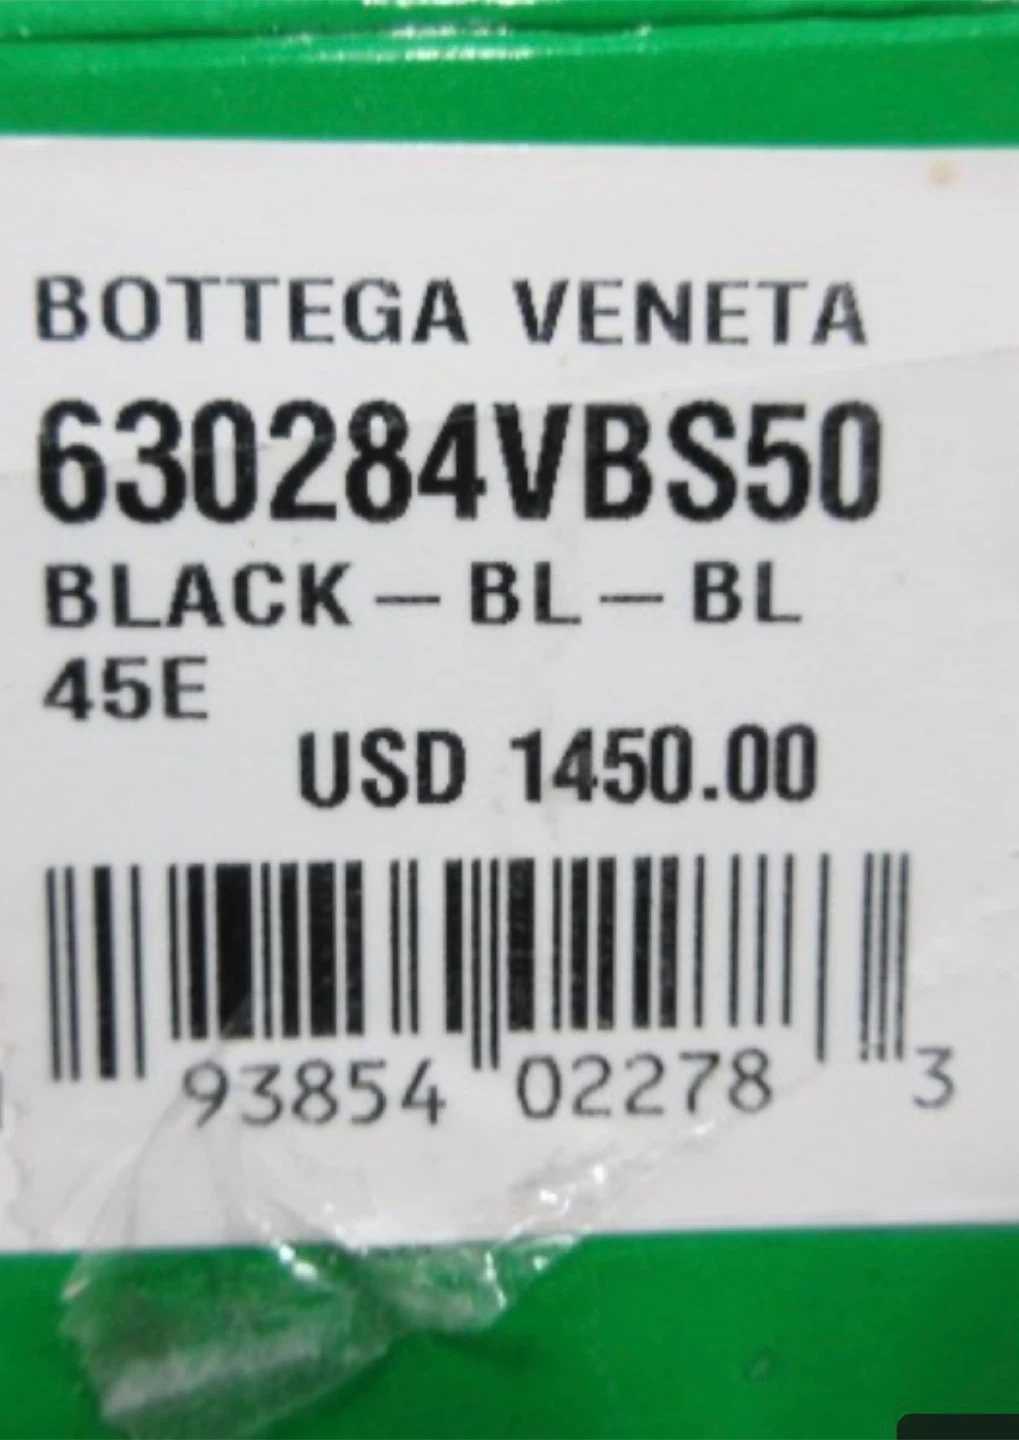 BOTTEGA VENETA
630284VBS50
BLACK — BL — BL
45E
USD 1450.00
93854 02278 3